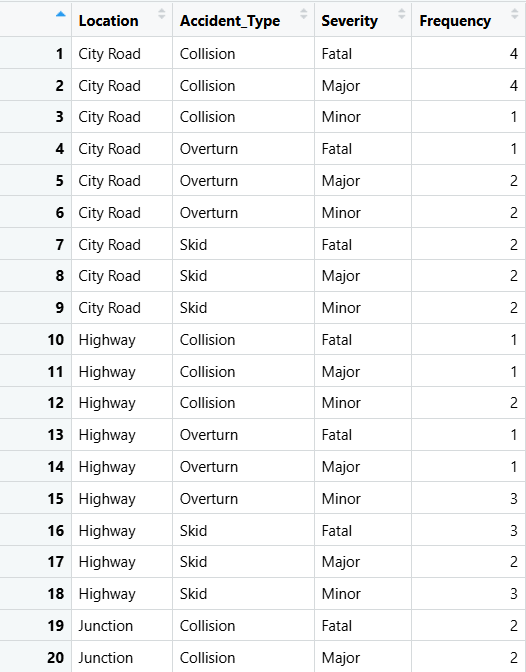 Location Accident_Type Severity Frequency
1 City Road Collision Fatal 4
2 City Road Collision Major 4
3 City Road Collision Minor 1
4 City Road Overturn Fatal 1
5 City Road Overturn Major 2
6 City Road Overturn Minor 2
7 City Road Skid Fatal 2
8 City Road Skid Major 2
9 City Road Skid Minor 2
10 Highway Collision Fatal 1
11 Highway Collision Major 1
12 Highway Collision Minor 2
13 Highway Overturn Fatal 1
14 Highway Overturn Major 1
15 Highway Overturn Minor 3
16 Highway Skid Fatal 3
17 Highway Skid Major 2
18 Highway Skid Minor 3
19 Junction Collision Fatal 2
20 Junction Collision Major 2